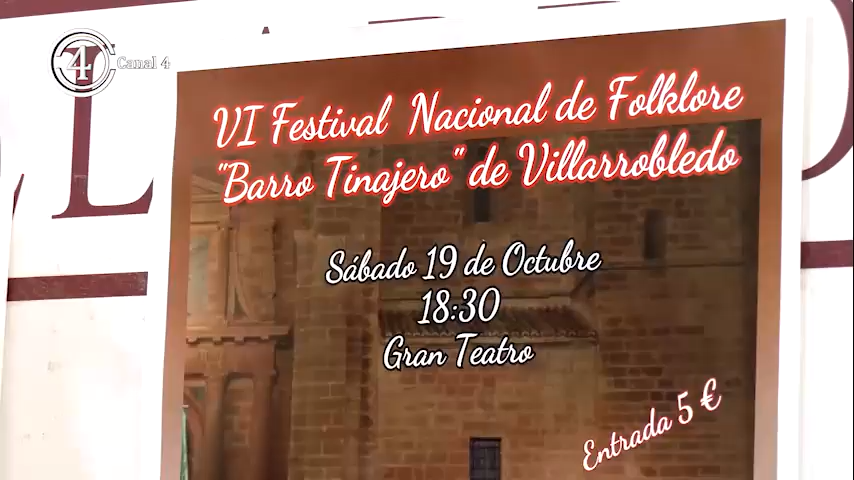 4
Canal 4
VI Festival Nacional de Folklore
"Barro Tinajero" de Villarrobledo
Sábado 19 de Octubre
18:30
Gran Teatro
Entrada 5 €